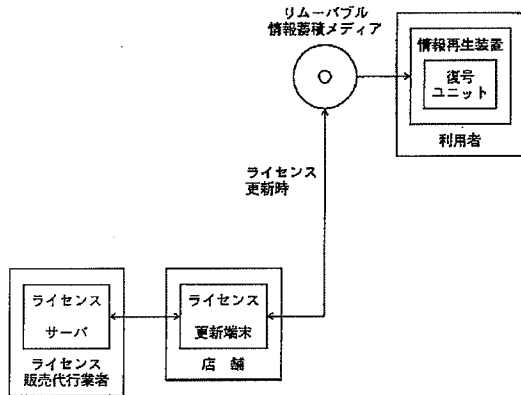 リムーバブル
情報蓄積メディア
情報再生装置
復号
ユニット
利用者
ライセンス
更新時
ライセンス
サーバ
ライセンス
販売代行業者
ライセンス
更新端末
店 舗